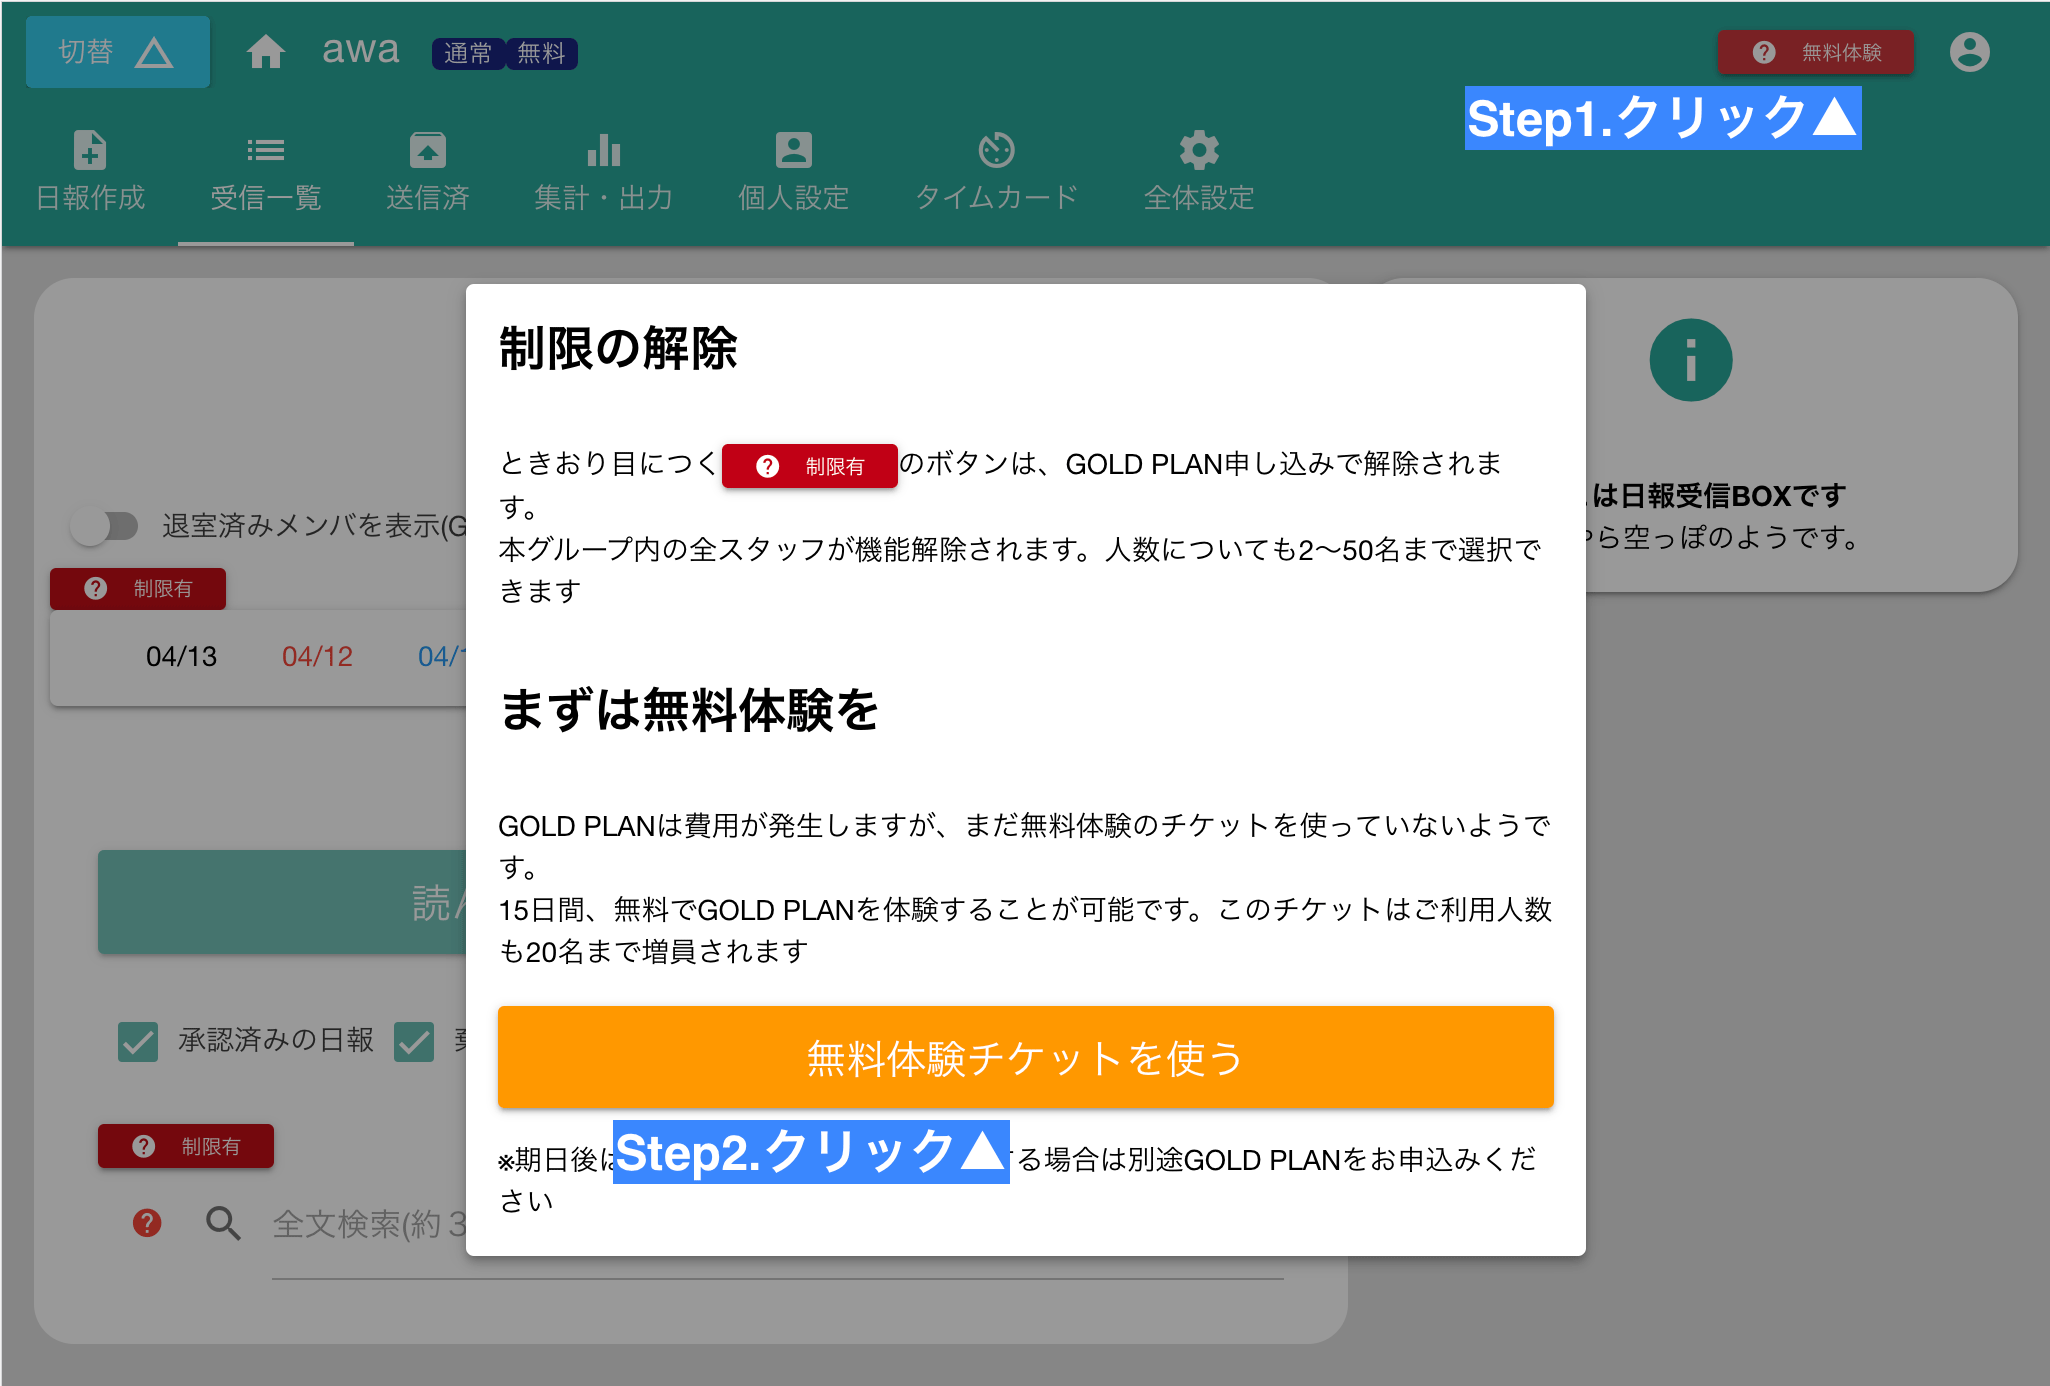 切替
awa
通常
無料
無料体験
Step1.クリック▲
日報作成
受信一覧
送信済
集計・出力
個人設定
タイムカード
全体設定
制限の解除
ときおり目につく 制限有 のボタンは、GOLD PLAN申し込みで解除されま
す。
本グループ内の全スタッフが機能解除されます。人数についても2〜50名まで選択で
きます
まずは無料体験を
GOLD PLANは費用が発生しますが、まだ無料体験のチケットを使っていないようで
す。
15日間、無料でGOLD PLANを体験することが可能です。このチケットはご利用人数
も20名まで増員されます
無料体験チケットを使う
Step2.クリック▲
※期日後は
る場合は別途GOLD PLANをお申込みくだ
さい
退室済みメンバを表示(G
制限有
04/13
04/12
04/1
読ん
承認済みの日報
制限有
全文検索(約3
は日報受信BOXです
ら空っぽのようです。